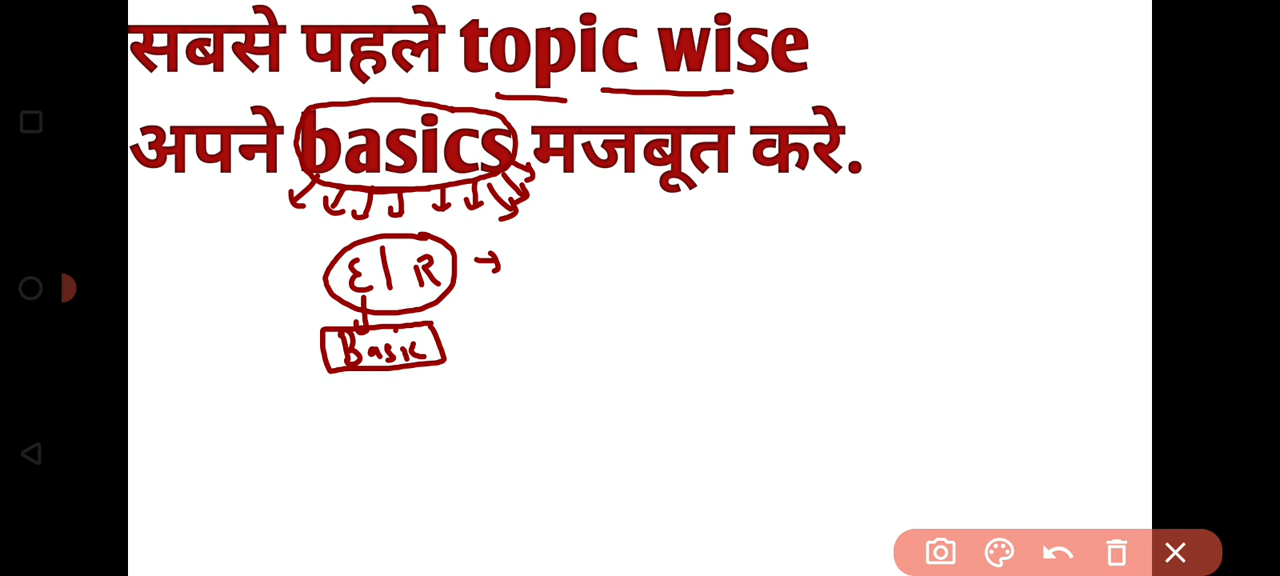 सबसे पहले topic wise
अपने basics मजबूत करे.
E | R →
Basic